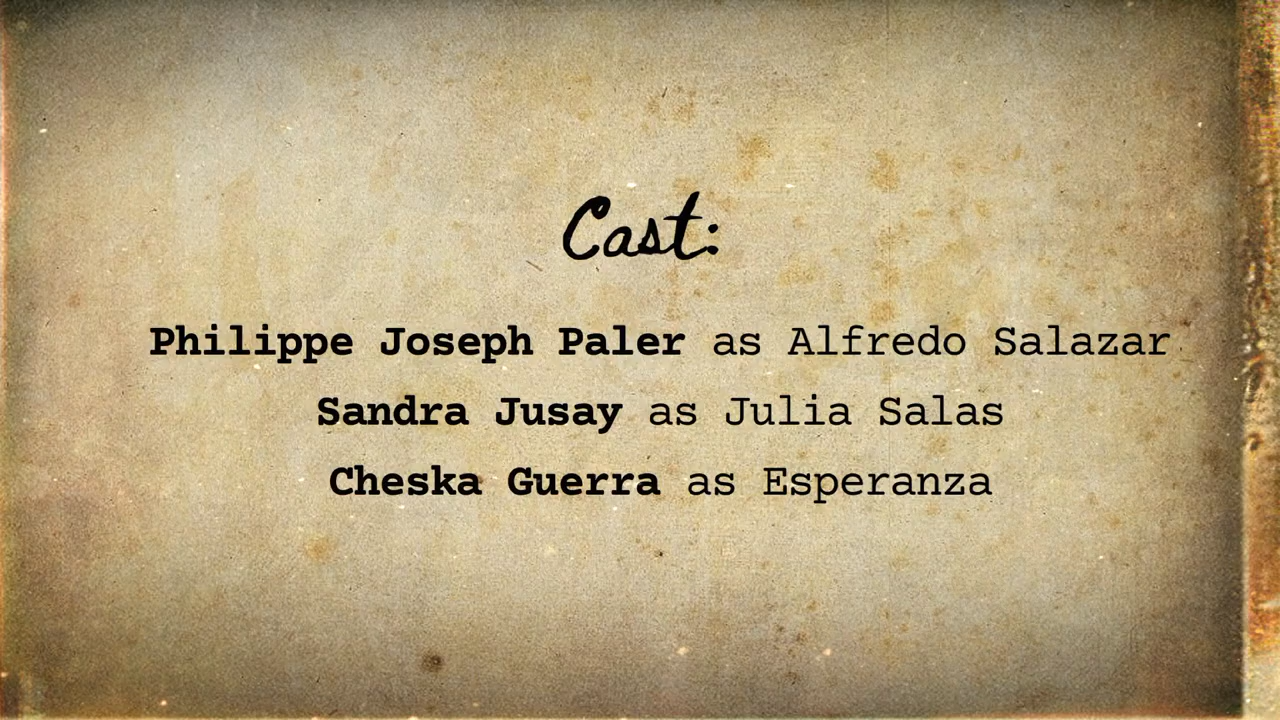 Cast:
Philippe Joseph Paler as Alfredo Salazar
Sandra Jusay as Julia Salas
Cheska Guerra as Esperanza